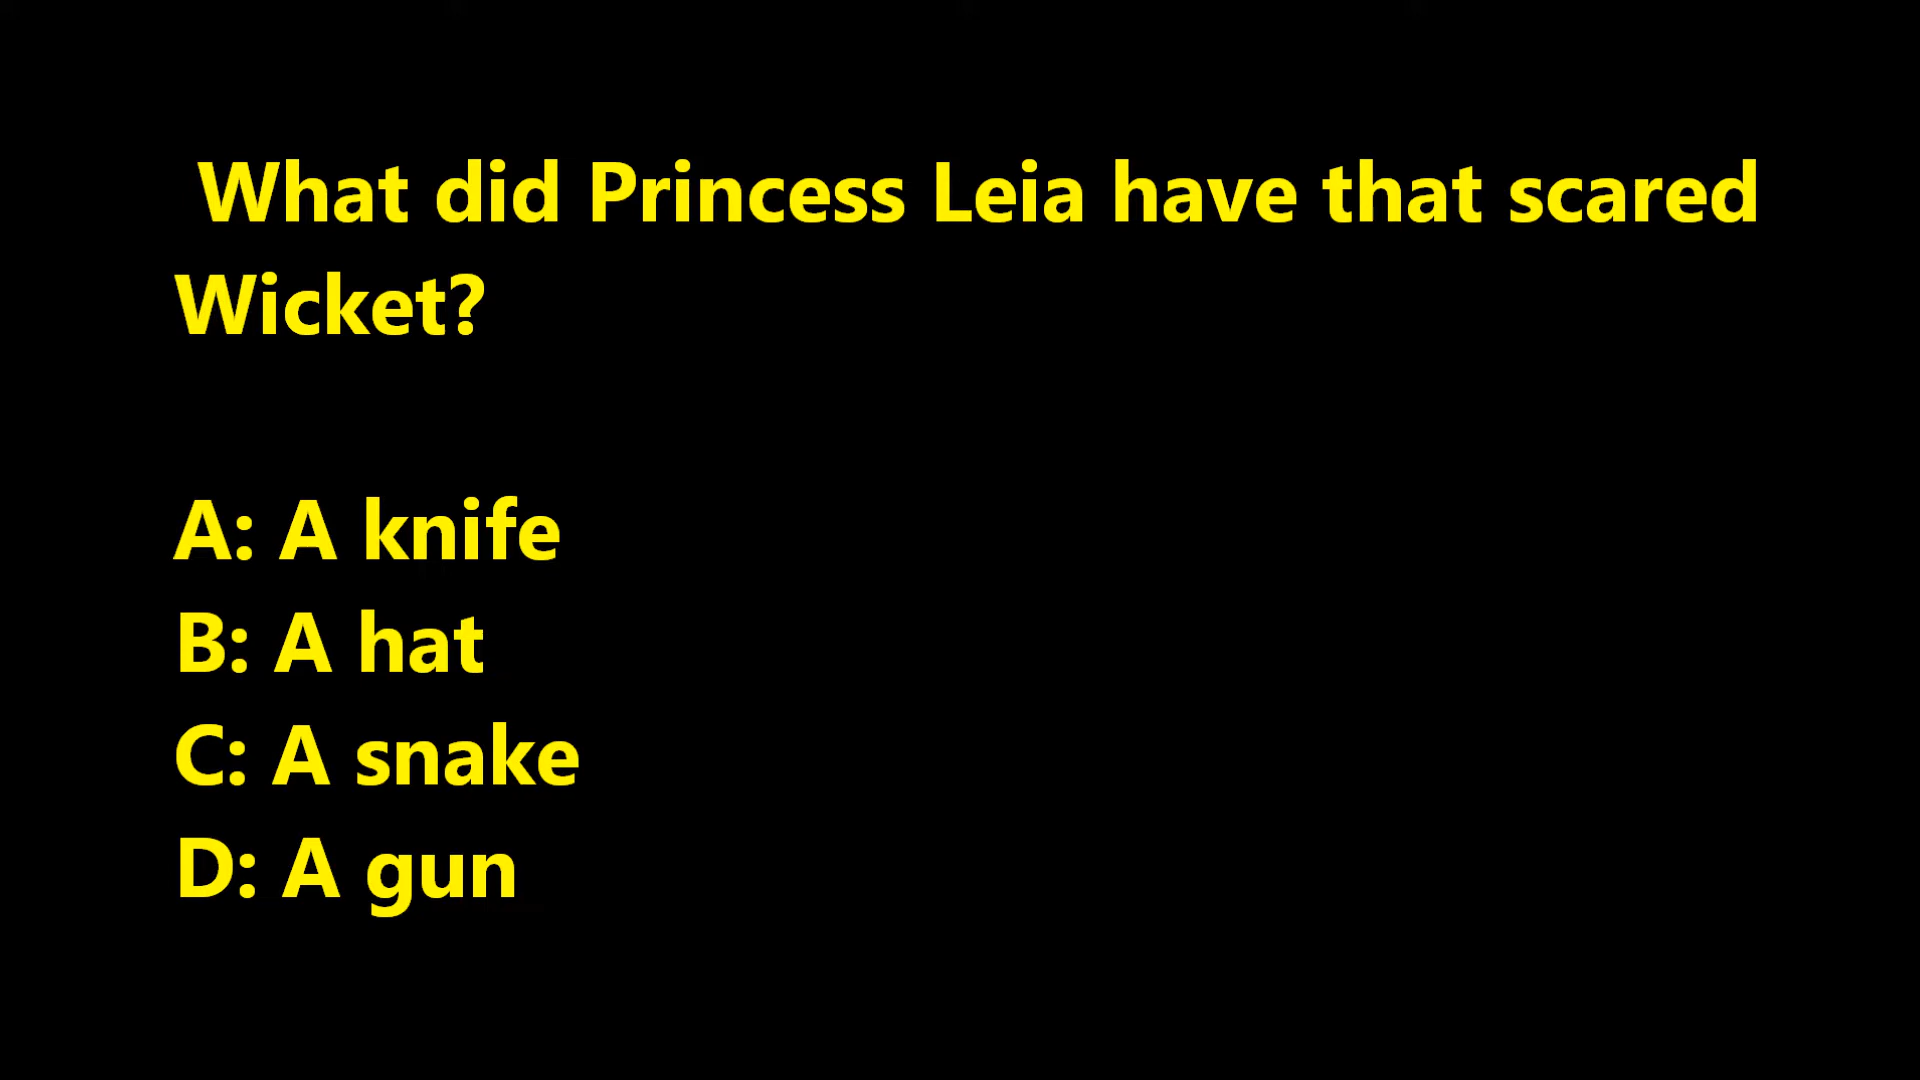 What did Princess Leia have that scared
Wicket?
A: A knife
B: A hat
C: A snake
D: A gun